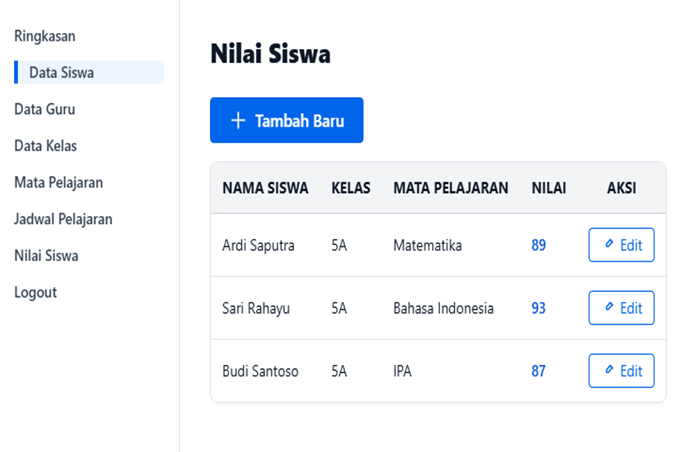 Ringkasan
Data Siswa
Data Guru
Data Kelas
Mata Pelajaran
Jadwal Pelajaran
Nilai Siswa
Logout
Nilai Siswa
+ Tambah Baru
NAMA SISWA KELAS MATA PELAJARAN NILAI AKSI
Ardi Saputra 5A Matematika 89 Edit
Sari Rahayu 5A Bahasa Indonesia 93 Edit
Budi Santoso 5A IPA 87 Edit